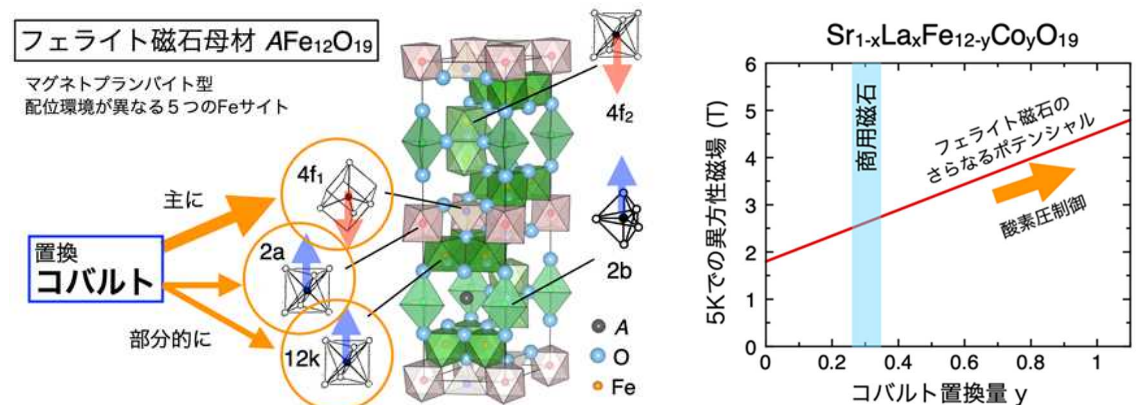 フェライト磁石母材 AFe12O19
マグネトプランバイト型
配位環境が異なる5つのFeサイト
4f2
4f1
主に
2a
置換
コバルト
部分的に
12k
2b
A
O
Fe
Sr1-xLaxFe12-yCoyO19
5Kでの異方性磁場 (T)
6
5
4
3
2
1
0
商用磁石
フェライト磁石の
さらなるポテンシャル
酸素圧制御
0
0.2
0.4
0.6
0.8
1
コバルト置換量 y